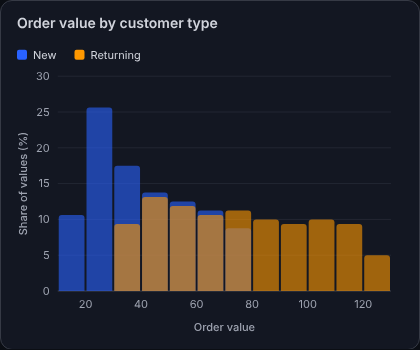 Order value by customer type
New Returning
30
25
20
15
10
5
0
Share of values (%)
20 40 60 80 100 120
Order value